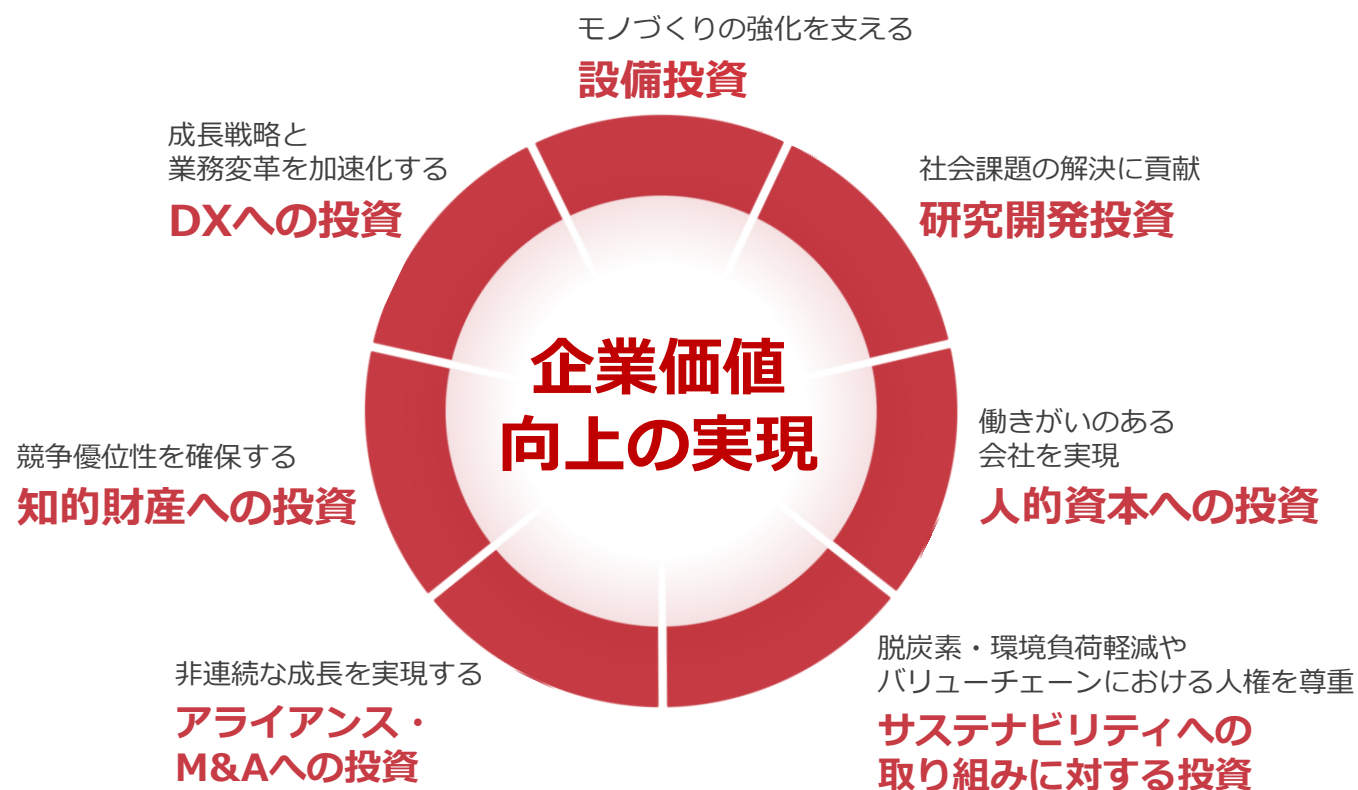 モノづくりの強化を支える
設備投資
成長戦略と
業務変革を加速化する
DXへの投資
社会課題の解決に貢献
研究開発投資
企業価値
向上の実現
競争優位性を確保する
知的財産への投資
働きがいのある
会社を実現
人的資本への投資
非連続な成長を実現する
アライアンス・
M&Aへの投資
脱炭素・環境負荷軽減や
バリューチェーンにおける人権を尊重
サステナビリティへの
取り組みに対する投資